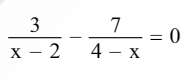 3/(x − 2) − 7/(4 − x) = 0